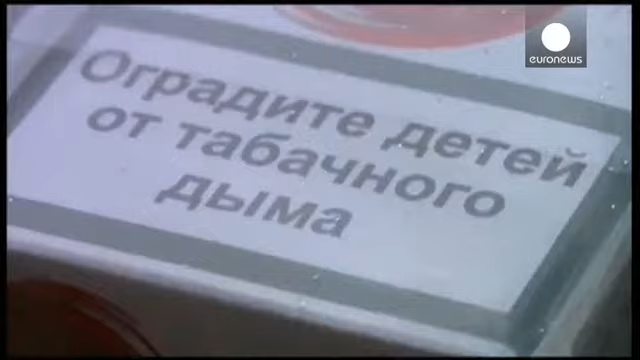 euronews
Оградите детей
от табачного
дыма